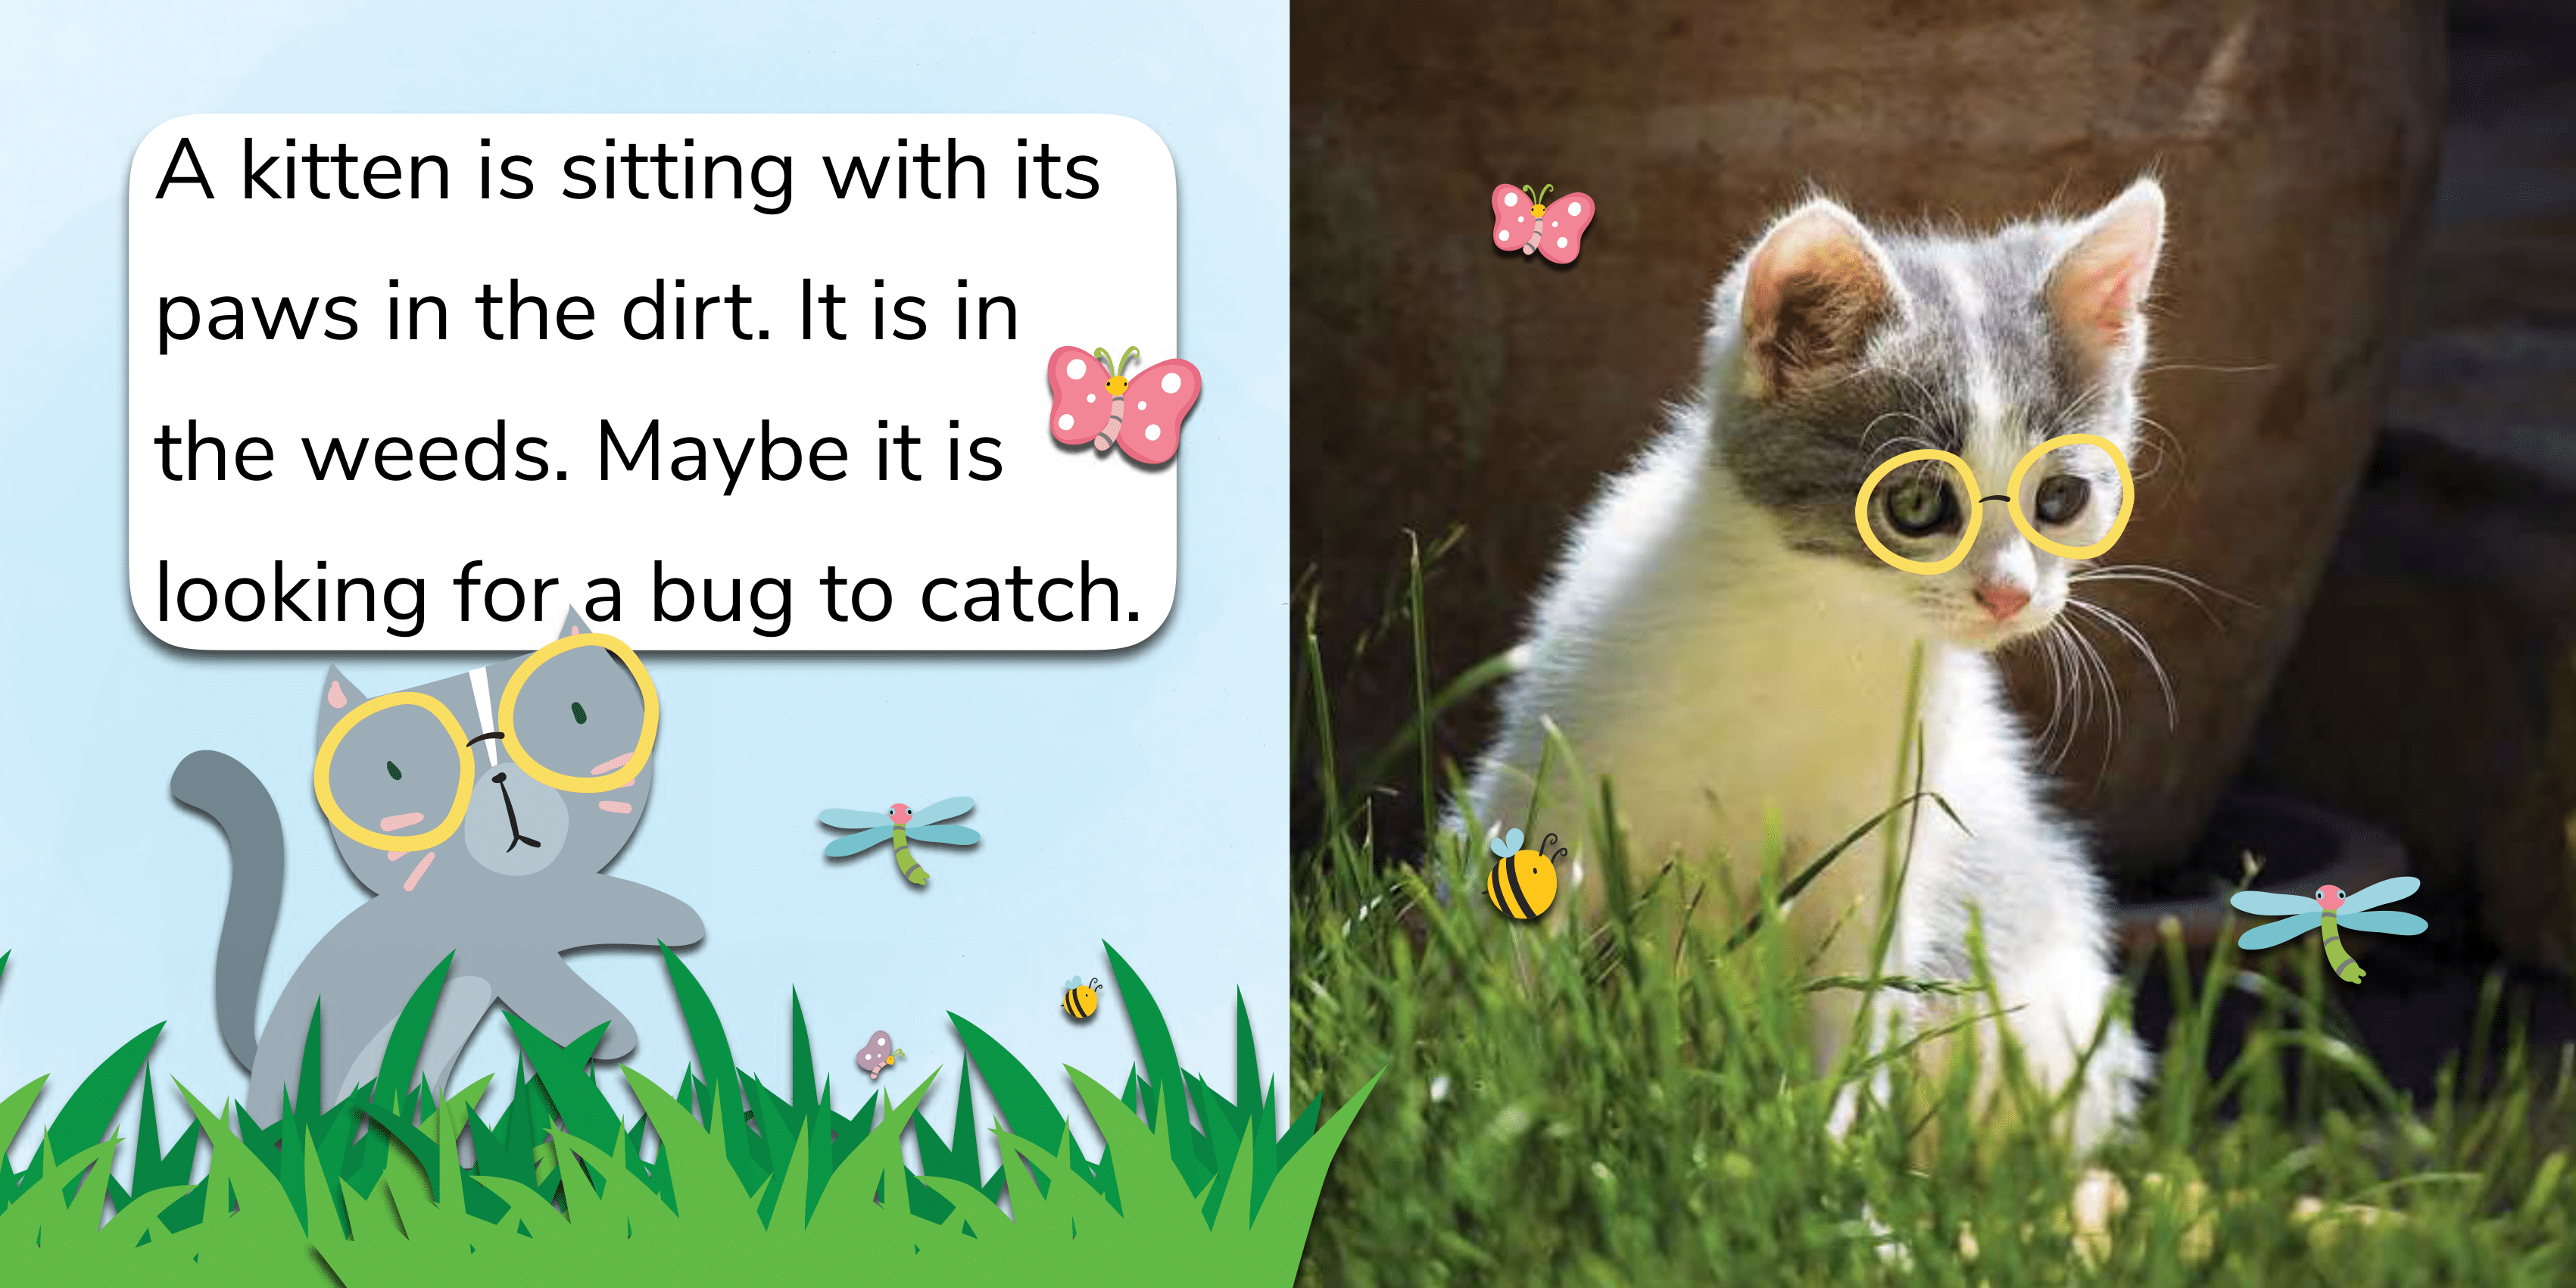 A kitten is sitting with its
paws in the dirt. It is in
the weeds. Maybe it is
looking for a bug to catch.